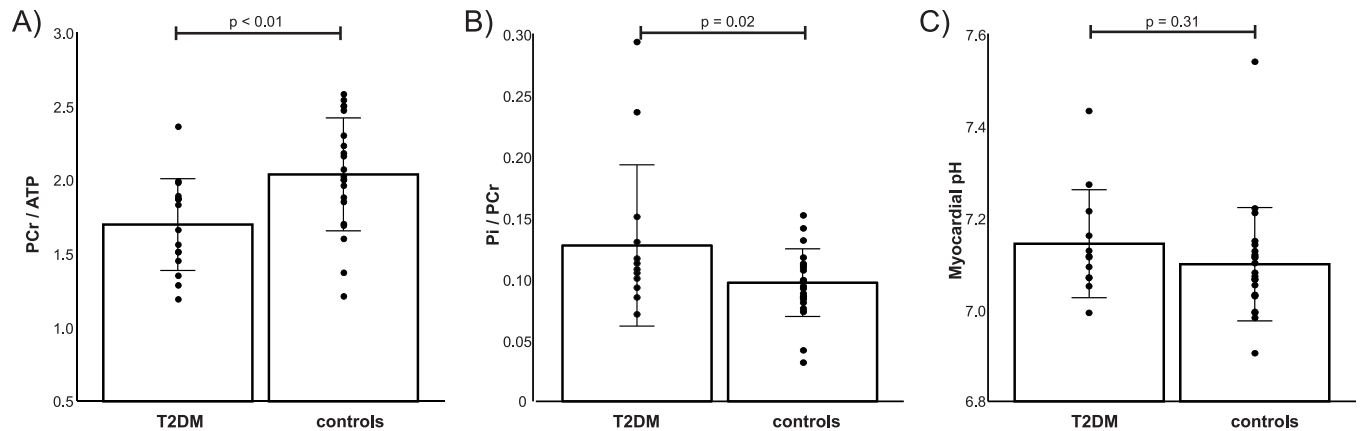 A)
p < 0.01
3.0
2.5
2.0
1.5
1.0
0.5
PCr / ATP
T2DM
controls
B)
p = 0.02
0.30
0.25
0.20
0.15
0.10
0.05
0
Pi / PCr
T2DM
controls
C)
p = 0.31
7.6
7.4
7.2
7.0
6.8
Myocardial pH
T2DM
controls